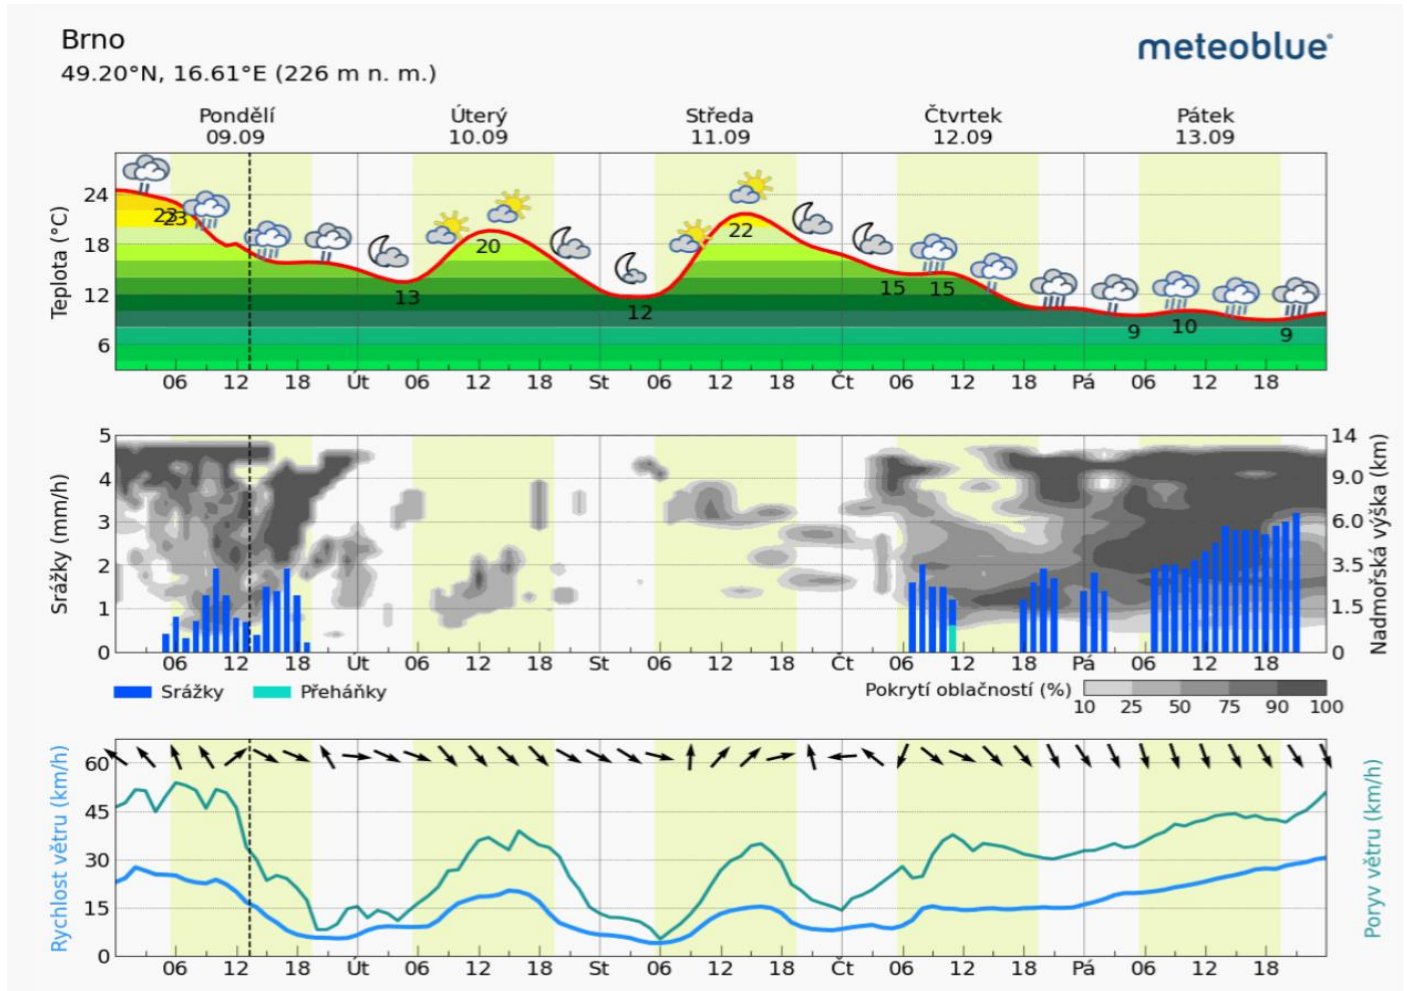 Brno
meteoblue
49.20°N, 16.61°E (226 m n. m.)
Pondělí Úterý Středa Čtvrtek Pátek
09.09 10.09 11.09 12.09 13.09
Teplota (°C)
24
18
12
6
23 23 13 20 12 22 15 15 9 10 9
06 12 18 Út 06 12 18 St 06 12 18 Čt 06 12 18 Pá 06 12 18
Srážky (mm/h)
5
4
3
2
1
0
14
9.0
6.0
3.5
1.5
0
Nadmořská výška (km)
06 12 18 Út 06 12 18 St 06 12 18 Čt 06 12 18 Pá 06 12 18
Srážky Přeháňky
Pokrytí oblačností (%)
10 25 50 75 90 100
Rychlost větru (km/h)
60
45
30
15
0
Poryv větru (km/h)
06 12 18 Út 06 12 18 St 06 12 18 Čt 06 12 18 Pá 06 12 18